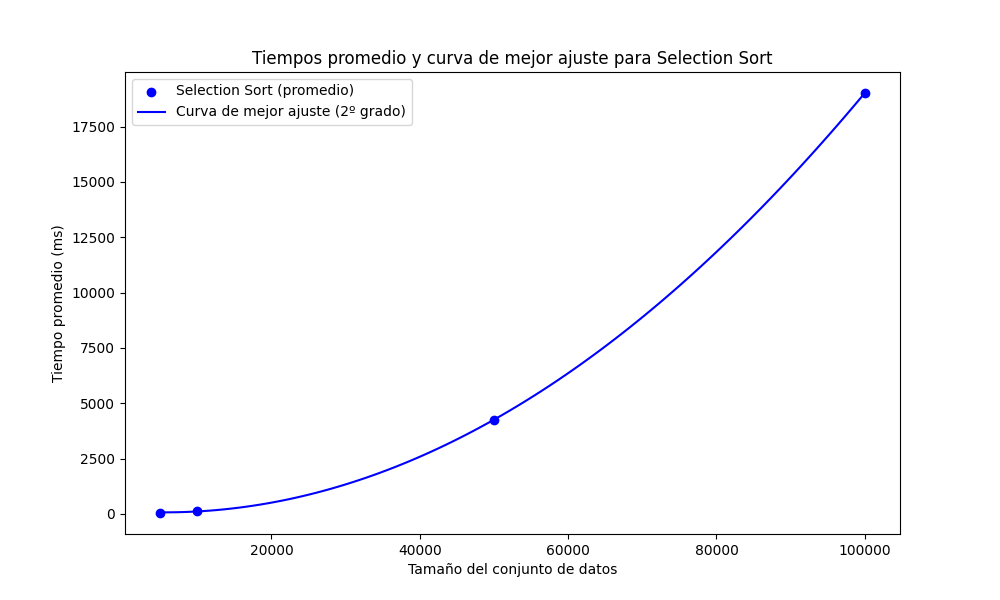 Tiempos promedio y curva de mejor ajuste para Selection Sort
Selection Sort (promedio)
Curva de mejor ajuste (2º grado)
Tiempo promedio (ms)
17500
15000
12500
10000
7500
5000
2500
0
20000
40000
60000
80000
100000
Tamaño del conjunto de datos